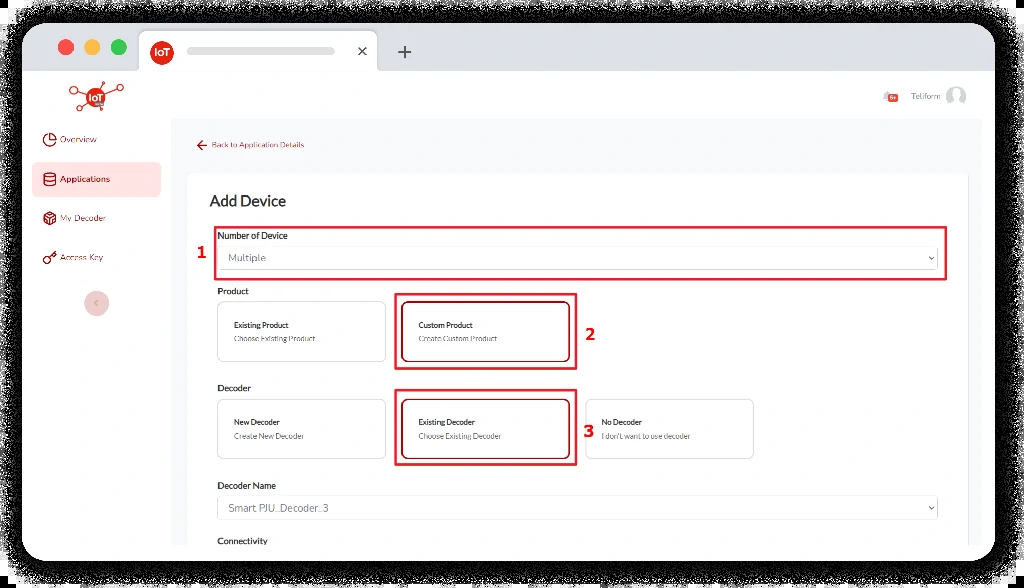 IoT
IoT
5+
Teliform
Overview
Applications
My Decoder
Access Key
Back to Application Details
Add Device
1
Number of Device
Multiple
Product
Existing Product
Choose Existing Product
Custom Product
Create Custom Product
2
Decoder
New Decoder
Create New Decoder
Existing Decoder
Choose Existing Decoder
3
No Decoder
I don't want to use decoder
Decoder Name
Smart PJU_Decoder_3
Connectivity